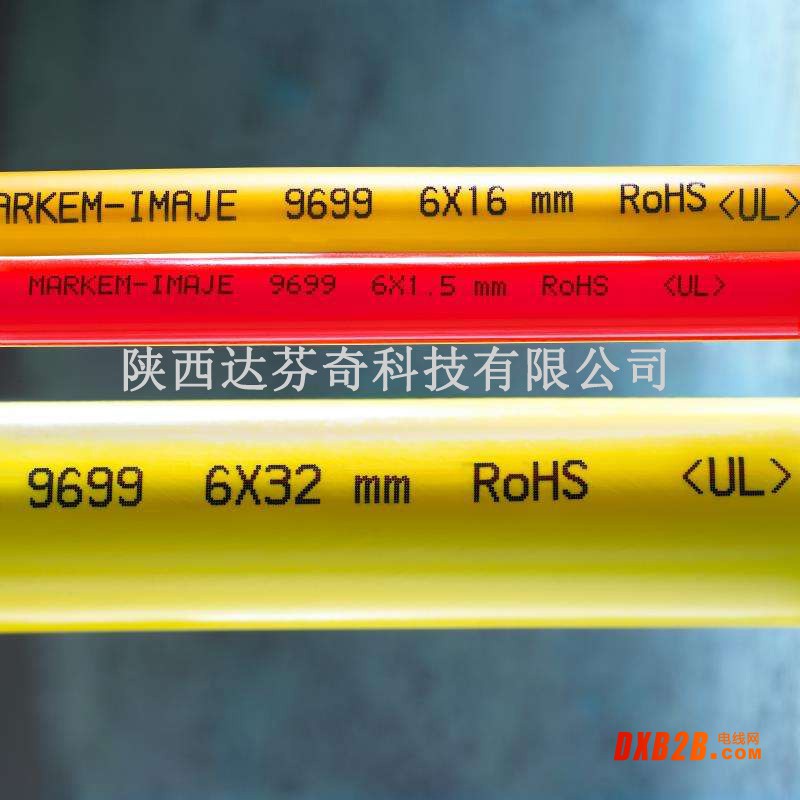 ARKEM-IMAJE 9699 6X16 mm RoHS <UL>
MARKEM-IMAJE 9699 6X1.5 mm RoHS <UL>
陕西达芬奇科技有限公司
9699 6X32 mm RoHS <UL>
DXB2B.电线网
.COM